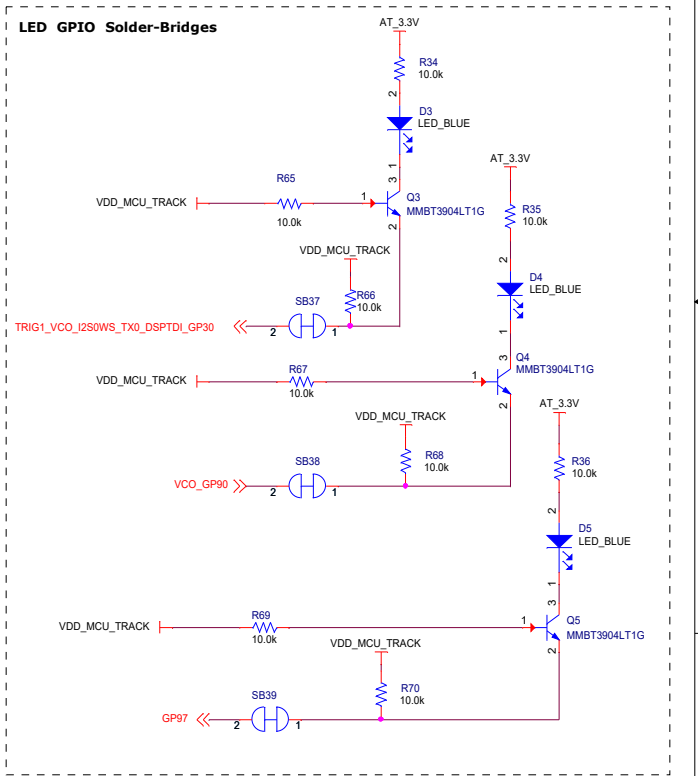 LED GPIO Solder-Bridges
AT_3.3V
R34
10.0k
2
D3
LED_BLUE
1
R65
10.0k
VDD_MCU_TRACK
1
3
Q3
MMBT3904LT1G
2
VDD_MCU_TRACK
R66
10.0k
SB37
TRIG1_VCO_I2S0WS_TX0_DSPTDI_GP30
2
1
AT_3.3V
R35
10.0k
2
D4
LED_BLUE
1
R67
10.0k
VDD_MCU_TRACK
1
3
Q4
MMBT3904LT1G
2
VDD_MCU_TRACK
R68
10.0k
SB38
VCO_GP90
2
1
AT_3.3V
R36
10.0k
2
D5
LED_BLUE
1
R69
10.0k
VDD_MCU_TRACK
1
3
Q5
MMBT3904LT1G
2
VDD_MCU_TRACK
R70
10.0k
SB39
GP97
2
1